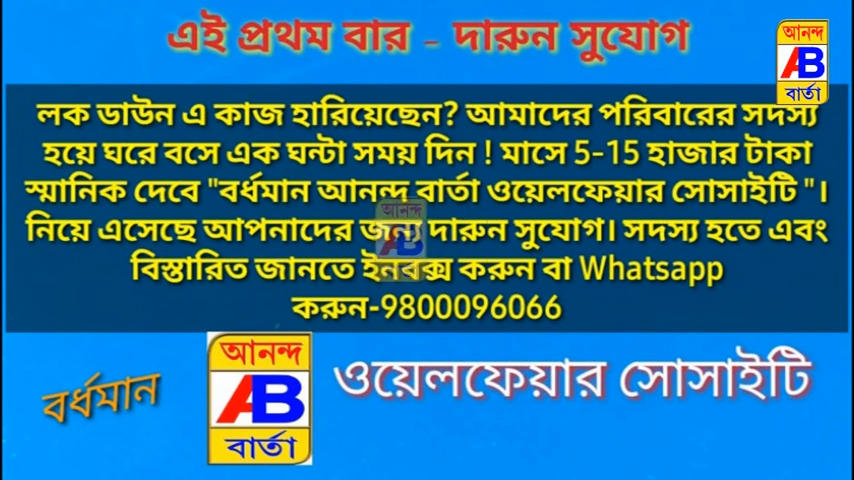 এই প্রথম বার - দারুন সুযোগ
আনন্দ
AB
বার্তা
লক ডাউন এ কাজ হারিয়েছেন? আমাদের পরিবারের সদস্য
হয়ে ঘরে বসে এক ঘন্টা সময় দিন ! মাসে 5-15 হাজার টাকা
স্মানিক দেবে "বর্ধমান আনন্দ বার্তা ওয়েলফেয়ার সোসাইটি "।
নিয়ে এসেছে আপনাদের জন্য দারুন সুযোগ। সদস্য হতে এবং
বিস্তারিত জানতে ইনবক্স করুন বা Whatsapp
করুন-9800096066
আনন্দ
AB
বর্ধমান
আনন্দ
AB
বার্তা
ওয়েলফেয়ার সোসাইটি